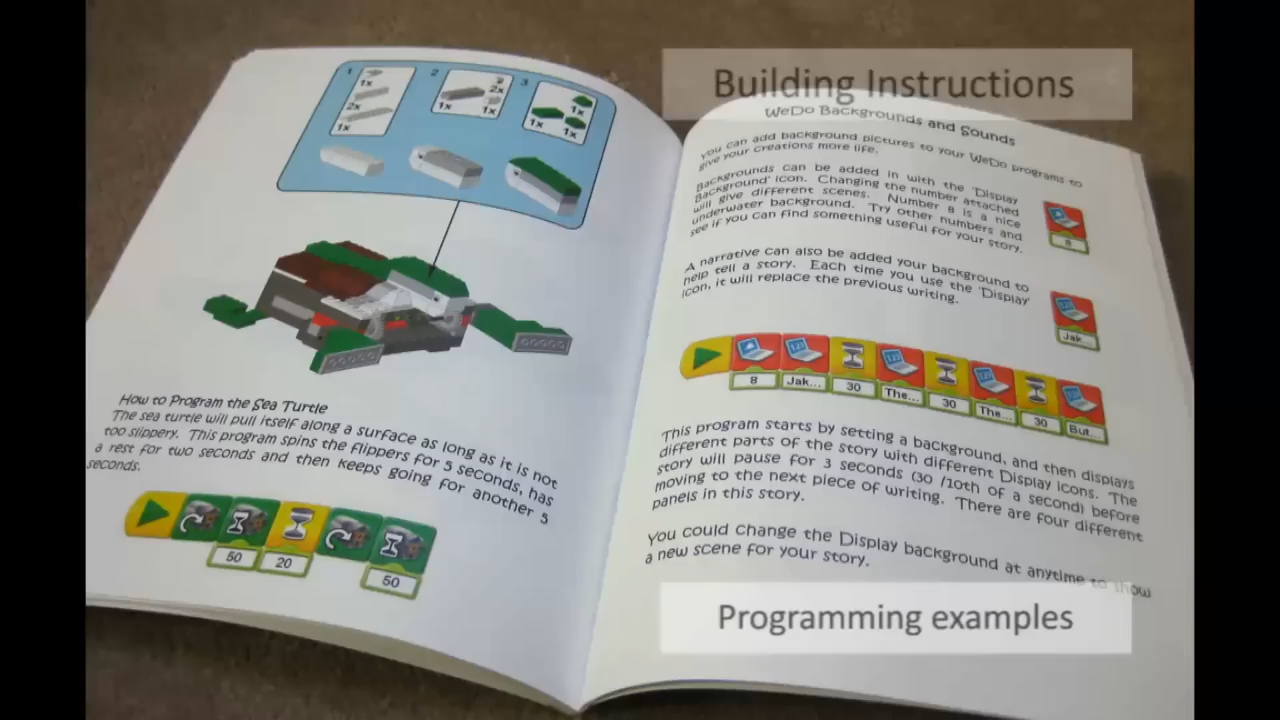 1
1x
2x
1x
2
2x
1x
1x
3
1x
1x
1x
How to Program the Sea Turtle
The sea turtle will pull itself along a surface as long as it is not
too slippery. This program spins the flippers for 5 seconds, has
a rest for two seconds and then keeps going for another 5
seconds.
50
20
50
Building Instructions
WeDo Backgrounds and Sounds
You can add background pictures to your WeDo programs to
give your creations more life.
Backgrounds can be added in with the 'Display
Background' icon. Changing the number attached
will give different scenes. Number 8 is a nice
underwater background. Try other numbers and
see if you can find something useful for your story.
8
A narrative can also be added your background to
help tell a story. Each time you use the 'Display'
icon, it will replace the previous writing.
Jak...
8
Jak...
30
The...
30
The...
30
But...
This program starts by setting a background, and then displays
different parts of the story with different Display icons. The
story will pause for 3 seconds (30 /10th of a second) before
moving to the next piece of writing. There are four different
panels in this story.
You could change the Display background at anytime to show
a new scene for your story.
Programming examples